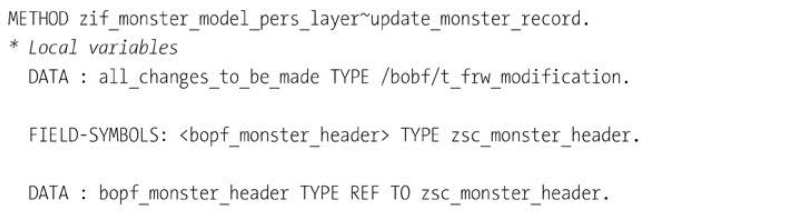 METHOD zif_monster_model_pers_layer~update_monster_record.
* Local variables
DATA : all_changes_to_be_made TYPE /bobf/t_frw_modification.
FIELD-SYMBOLS: <bopf_monster_header> TYPE zsc_monster_header.
DATA : bopf_monster_header TYPE REF TO zsc_monster_header.